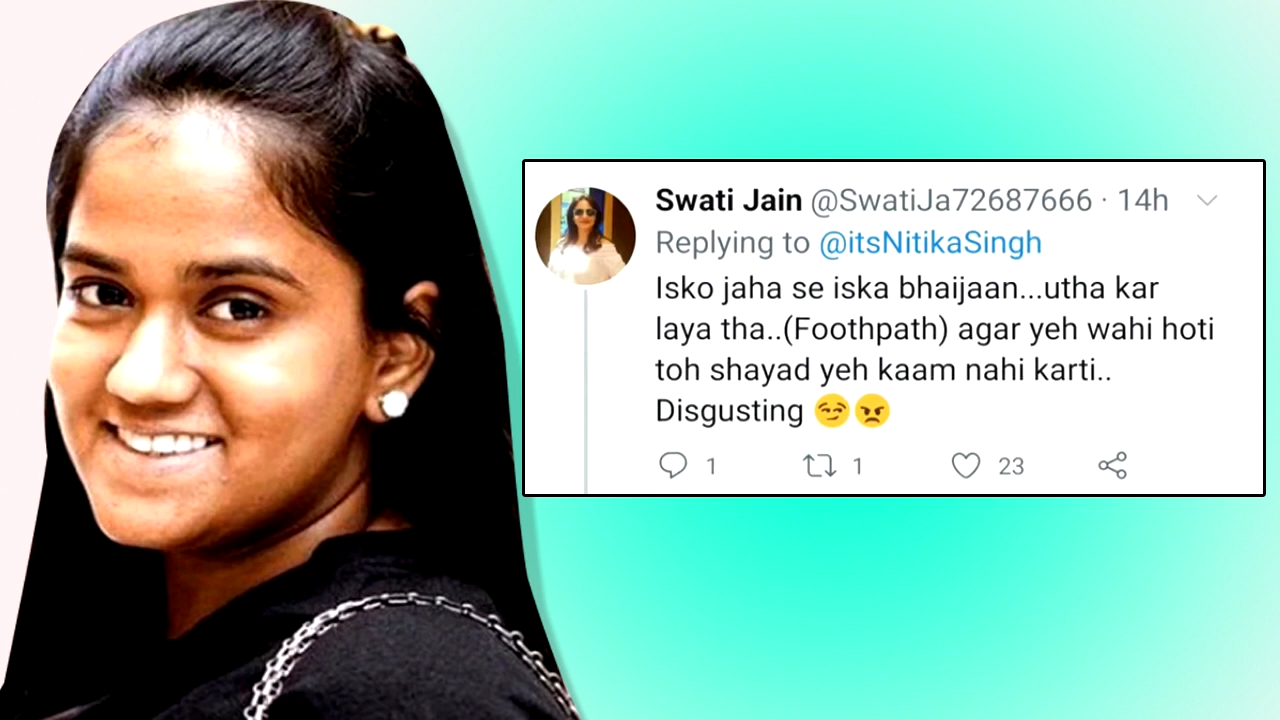 Swati Jain @SwatiJa72687666 · 14h
Replying to @itsNitikaSingh
Isko jaha se iska bhaijaan...utha kar
laya tha..(Foothpath) agar yeh wahi hoti
toh shayad yeh kaam nahi karti..
Disgusting 😏😠
1 1 23